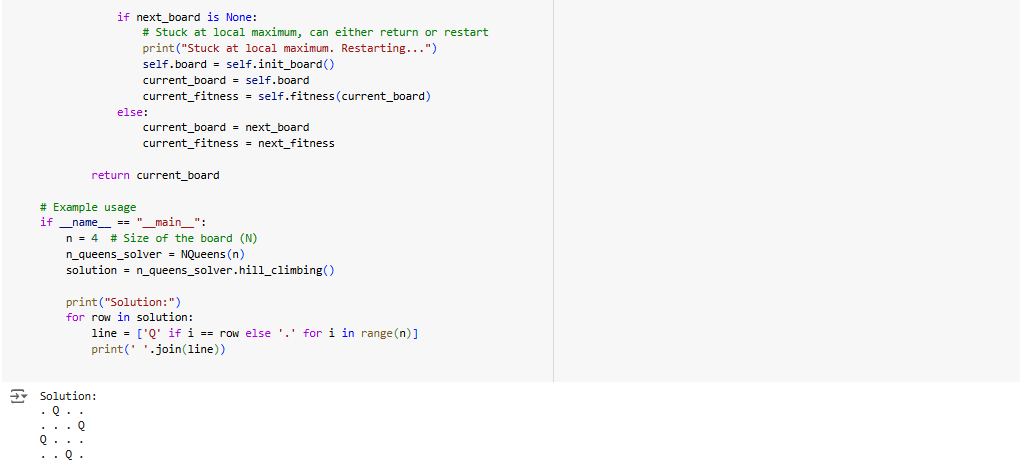 if next_board is None:
# Stuck at local maximum, can either return or restart
print("Stuck at local maximum. Restarting...")
self.board = self.init_board()
current_board = self.board
current_fitness = self.fitness(current_board)
else:
current_board = next_board
current_fitness = next_fitness
return current_board
# Example usage
if __name__ == "__main__":
n = 4  # Size of the board (N)
n_queens_solver = NQueens(n)
solution = n_queens_solver.hill_climbing()
print("Solution:")
for row in solution:
line = ['Q' if i == row else '.' for i in range(n)]
print(' '.join(line))
Solution:
. Q . .
. . . Q
Q . . .
. . Q .